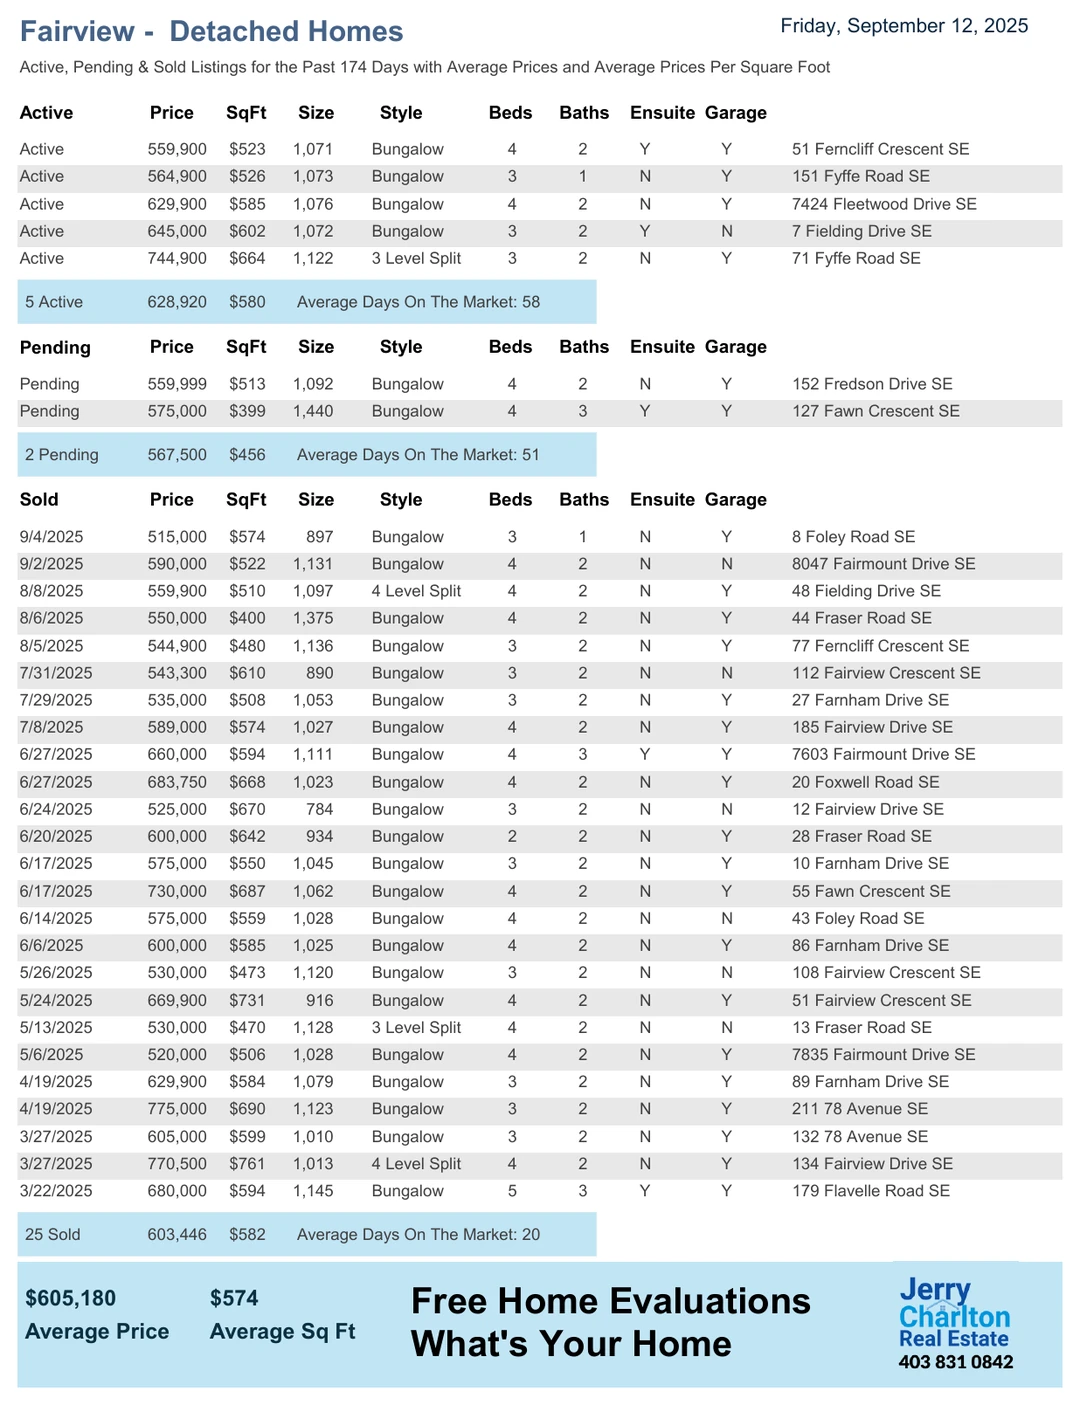 Fairview -  Detached Homes
Friday, September 12, 2025
Active, Pending & Sold Listings for the Past 174 Days with Average Prices and Average Prices Per Square Foot
Active Price SqFt Size Style Beds Baths Ensuite Garage
Active 559,900 $523 1,071 Bungalow 4 2 Y Y 51 Ferncliff Crescent SE
Active 564,900 $526 1,073 Bungalow 3 1 N Y 151 Fyffe Road SE
Active 629,900 $585 1,076 Bungalow 4 2 N Y 7424 Fleetwood Drive SE
Active 645,000 $602 1,072 Bungalow 3 2 Y N 7 Fielding Drive SE
Active 744,900 $664 1,122 3 Level Split 3 2 N Y 71 Fyffe Road SE
5 Active 628,920 $580 Average Days On The Market: 58
Pending Price SqFt Size Style Beds Baths Ensuite Garage
Pending 559,999 $513 1,092 Bungalow 4 2 N Y 152 Fredson Drive SE
Pending 575,000 $399 1,440 Bungalow 4 3 Y Y 127 Fawn Crescent SE
2 Pending 567,500 $456 Average Days On The Market: 51
Sold Price SqFt Size Style Beds Baths Ensuite Garage
9/4/2025 515,000 $574 897 Bungalow 3 1 N Y 8 Foley Road SE
9/2/2025 590,000 $522 1,131 Bungalow 4 2 N N 8047 Fairmount Drive SE
8/8/2025 559,900 $510 1,097 4 Level Split 4 2 N Y 48 Fielding Drive SE
8/6/2025 550,000 $400 1,375 Bungalow 4 2 N Y 44 Fraser Road SE
8/5/2025 544,900 $480 1,136 Bungalow 3 2 N Y 77 Ferncliff Crescent SE
7/31/2025 543,300 $610 890 Bungalow 3 2 N N 112 Fairview Crescent SE
7/29/2025 535,000 $508 1,053 Bungalow 3 2 N Y 27 Farnham Drive SE
7/8/2025 589,000 $574 1,027 Bungalow 4 2 N Y 185 Fairview Drive SE
6/27/2025 660,000 $594 1,111 Bungalow 4 3 Y Y 7603 Fairmount Drive SE
6/27/2025 683,750 $668 1,023 Bungalow 4 2 N Y 20 Foxwell Road SE
6/24/2025 525,000 $670 784 Bungalow 3 2 N N 12 Fairview Drive SE
6/20/2025 600,000 $642 934 Bungalow 2 2 N Y 28 Fraser Road SE
6/17/2025 575,000 $550 1,045 Bungalow 3 2 N Y 10 Farnham Drive SE
6/17/2025 730,000 $687 1,062 Bungalow 4 2 N Y 55 Fawn Crescent SE
6/14/2025 575,000 $559 1,028 Bungalow 4 2 N N 43 Foley Road SE
6/6/2025 600,000 $585 1,025 Bungalow 4 2 N Y 86 Farnham Drive SE
5/26/2025 530,000 $473 1,120 Bungalow 3 2 N N 108 Fairview Crescent SE
5/24/2025 669,900 $731 916 Bungalow 4 2 N Y 51 Fairview Crescent SE
5/13/2025 530,000 $470 1,128 3 Level Split 4 2 N N 13 Fraser Road SE
5/6/2025 520,000 $506 1,028 Bungalow 4 2 N Y 7835 Fairmount Drive SE
4/19/2025 629,900 $584 1,079 Bungalow 3 2 N Y 89 Farnham Drive SE
4/19/2025 775,000 $690 1,123 Bungalow 3 2 N Y 211 78 Avenue SE
3/27/2025 605,000 $599 1,010 Bungalow 3 2 N Y 132 78 Avenue SE
3/27/2025 770,500 $761 1,013 4 Level Split 4 2 N Y 134 Fairview Drive SE
3/22/2025 680,000 $594 1,145 Bungalow 5 3 Y Y 179 Flavelle Road SE
25 Sold 603,446 $582 Average Days On The Market: 20
$605,180 $574
Average Price Average Sq Ft
Free Home Evaluations
What's Your Home
Jerry
Charlton
Real Estate
403 831 0842